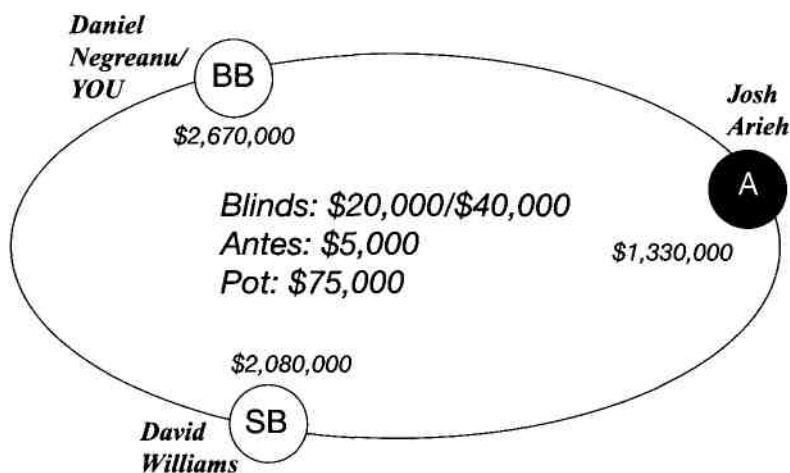 Daniel
Negreanu/
YOU
BB
$2,670,000
Josh
Arieh
A
$1,330,000
Blinds: $20,000/$40,000
Antes: $5,000
Pot: $75,000
$2,080,000
SB
David
Williams